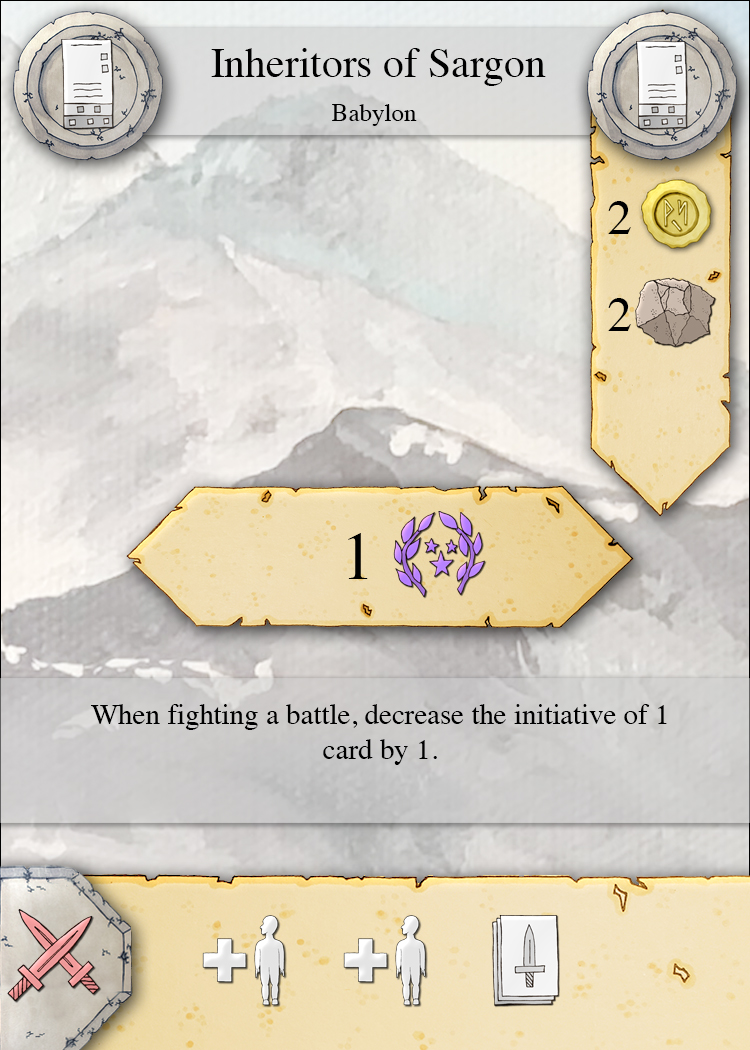 Inheritors of Sargon
Babylon
2
2
1
When fighting a battle, decrease the initiative of 1
card by 1.